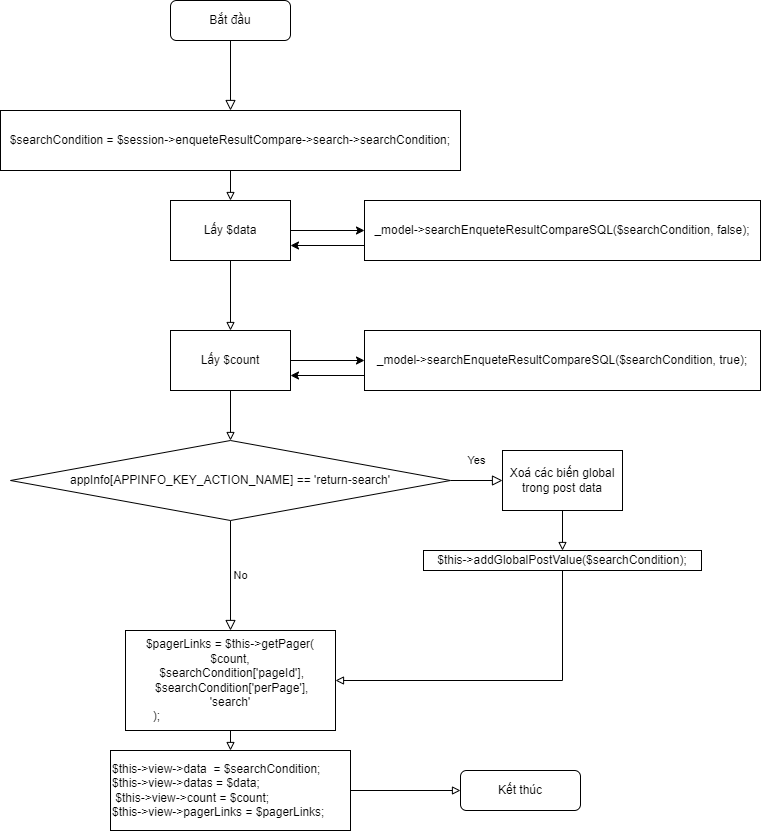 Bắt đầu
$searchCondition = $session->enqueteResultCompare->search->searchCondition;
Lấy $data
_model->searchEnqueteResultCompareSQL($searchCondition, false);
Lấy $count
_model->searchEnqueteResultCompareSQL($searchCondition, true);
appInfo[APPINFO_KEY_ACTION_NAME] == 'return-search'
Yes
Xoá các biến global
trong post data
$this->addGlobalPostValue($searchCondition);
No
$pagerLinks = $this->getPager(
$count,
$searchCondition['pageId'],
$searchCondition['perPage'],
'search'
);
$this->view->data  = $searchCondition;
$this->view->datas = $data;
$this->view->count = $count;
$this->view->pagerLinks = $pagerLinks;
Kết thúc